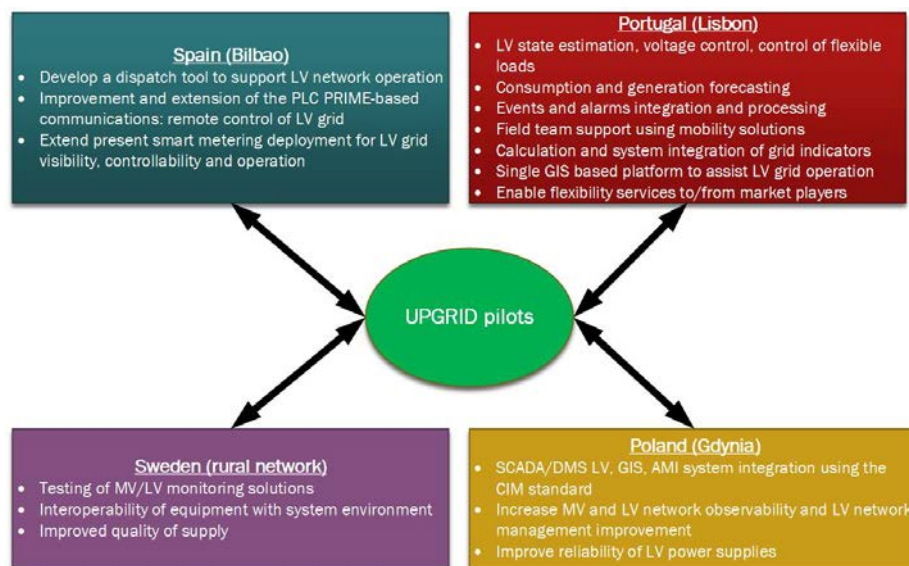 Spain (Bilbao)
• Develop a dispatch tool to support LV network operation
• Improvement and extension of the PLC PRIME-based
communications: remote control of LV grid
• Extend present smart metering deployment for LV grid
visibility, controllability and operation
Portugal (Lisbon)
• LV state estimation, voltage control, control of flexible
loads
• Consumption and generation forecasting
• Events and alarms integration and processing
• Field team support using mobility solutions
• Calculation and system integration of grid indicators
• Single GIS based platform to assist LV grid operation
• Enable flexibility services to/from market players
UPGRID pilots
Sweden (rural network)
• Testing of MV/LV monitoring solutions
• Interoperability of equipment with system environment
• Improved quality of supply
Poland (Gdynia)
• SCADA/DMS LV, GIS, AMI system integration using the
CIM standard
• Increase MV and LV network observability and LV network
management improvement
• Improve reliability of LV power supplies